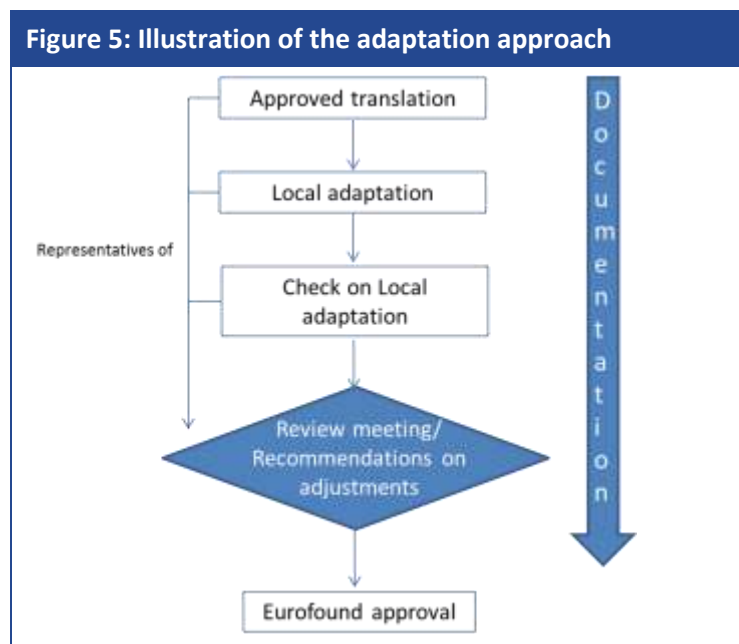 Figure 5: Illustration of the adaptation approach
Approved translation
Local adaptation
Representatives of
Check on Local
adaptation
Review meeting/
Recommendations on
adjustments
Eurofound approval
Documentation